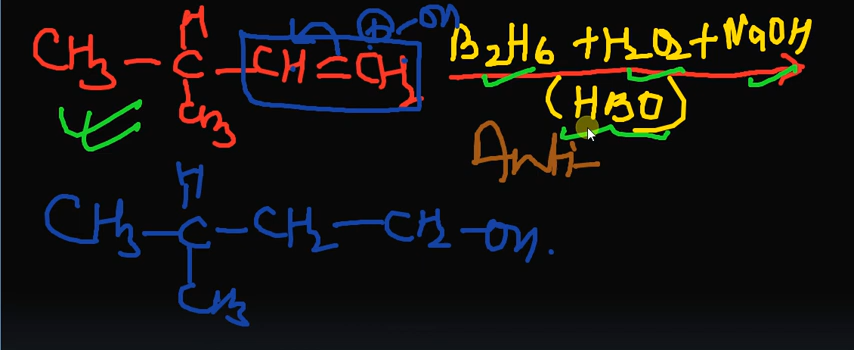 H ⊕ – OH
CH3 – C – CH = CH2 B2H6 + H2O2 + NaOH
CH3 (HBO)
Anti–
H
CH3 – C – CH2 – CH2 – OH.
CH3